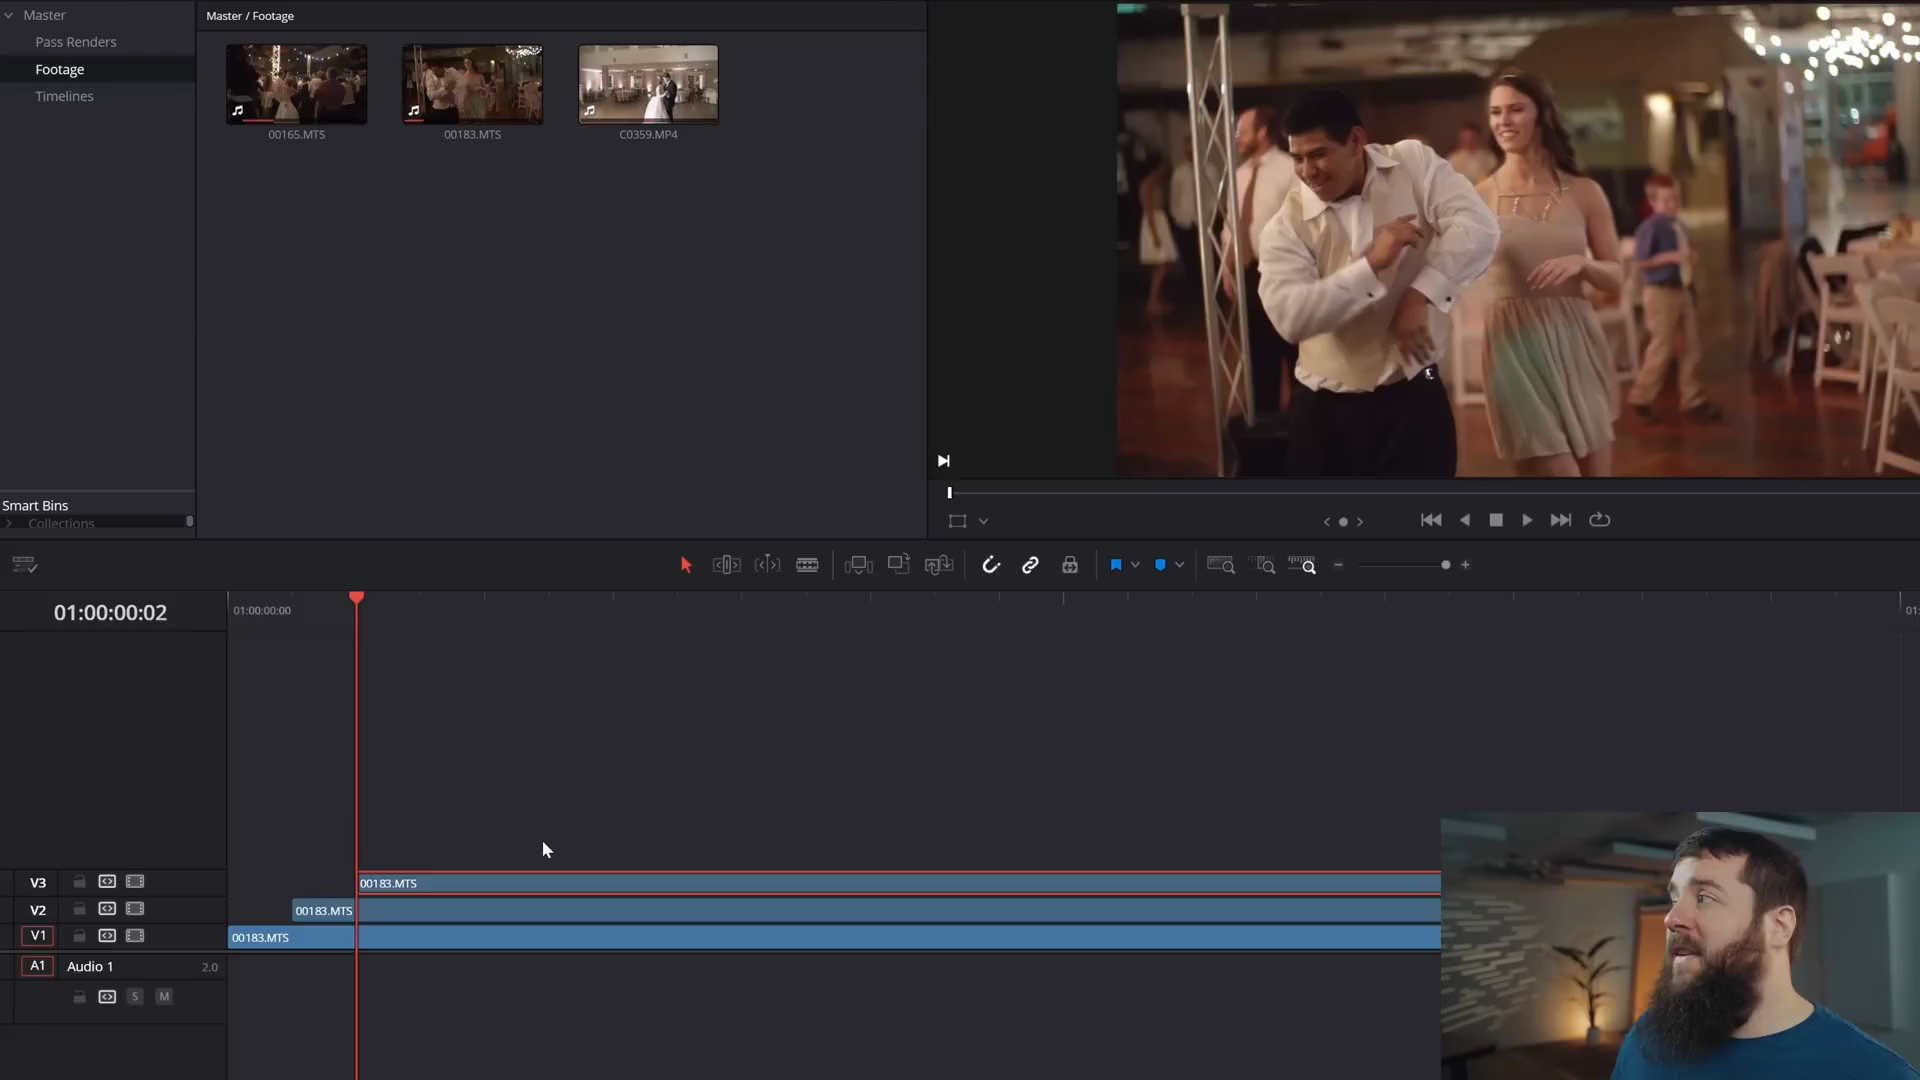 Master
Pass Renders
Footage
Timelines
Smart Bins
Collections
Master / Footage
00165.MTS
00183.MTS
C0359.MP4
01:00:00:02
01:00:00:00
01:
V3
00183.MTS
V2
00183.MTS
V1
00183.MTS
A1
Audio 1
2.0
S
M